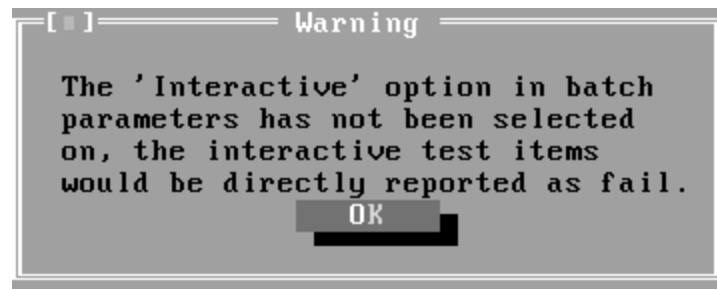 [■] Warning
The 'Interactive' option in batch
parameters has not been selected
on, the interactive test items
would be directly reported as fail.
OK